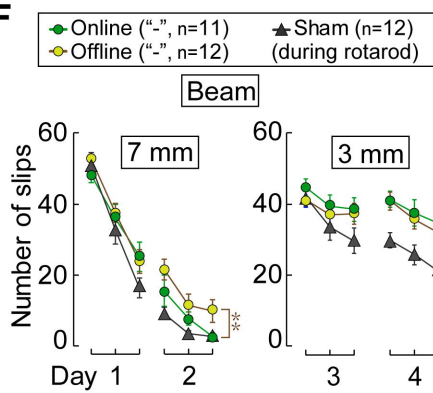 Online (“-”, n=11)
Offline (“-”, n=12)
Sham (n=12)
(during rotarod)
Beam
7 mm
3 mm
Number of slips
60
40
20
0
60
40
20
0
**
Day 1 2
3 4